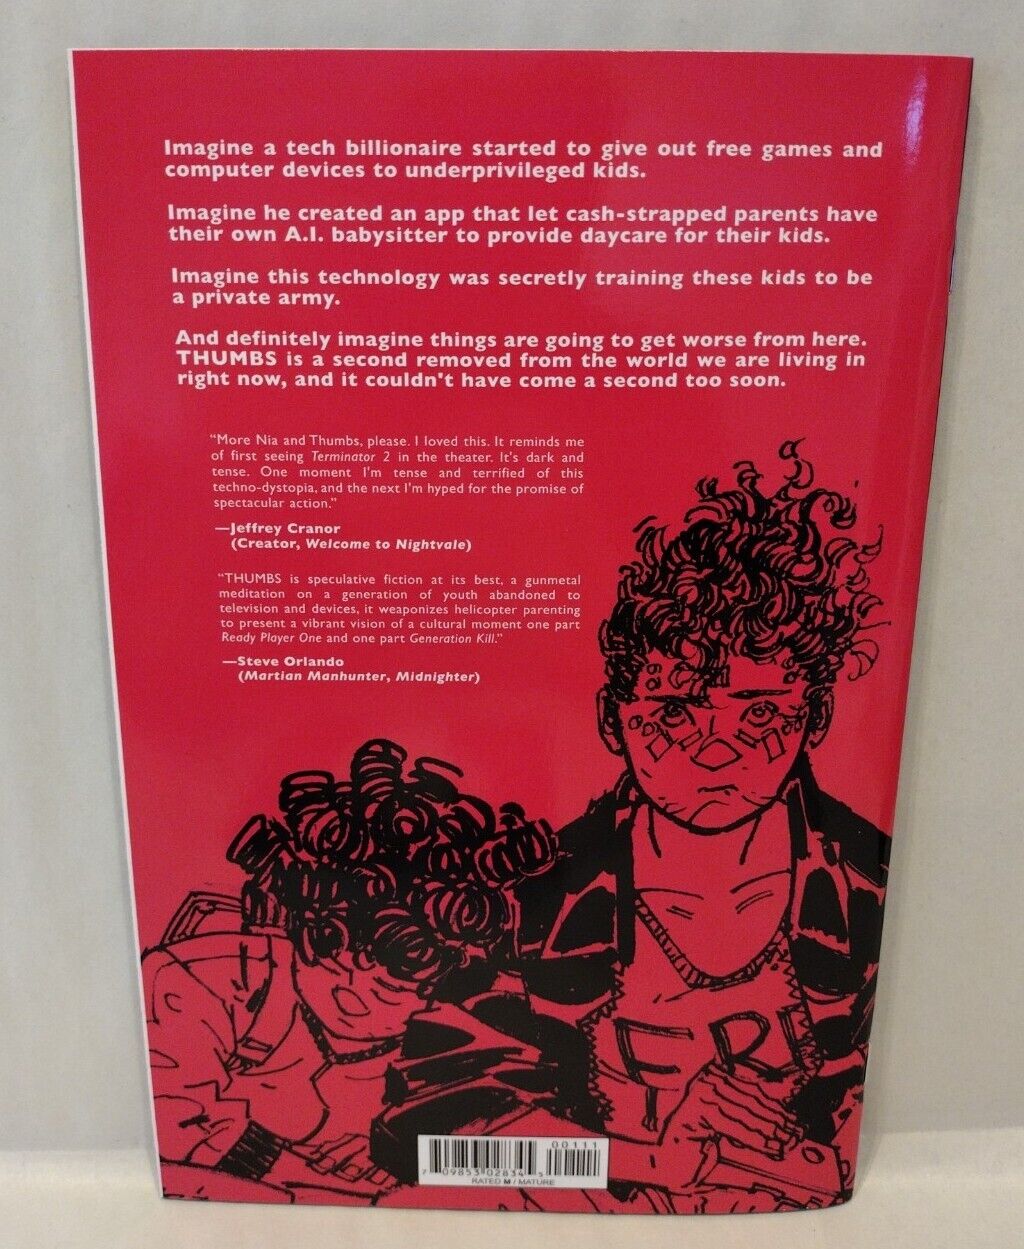 Imagine a tech billionaire started to give out free games and
computer devices to underprivileged kids.
Imagine he created an app that let cash-strapped parents have
their own A.I. babysitter to provide daycare for their kids.
Imagine this technology was secretly training these kids to be
a private army.
And definitely imagine things are going to get worse from here.
THUMBS is a second removed from the world we are living in
right now, and it couldn't have come a second too soon.
“More Nia and Thumbs, please. I loved this. It reminds me
of first seeing Terminator 2 in the theater. It's dark and
tense. One moment I'm tense and terrified of this
techno-dystopia, and the next I'm hyped for the promise of
spectacular action.”
—Jeffrey Cranor
(Creator, Welcome to Nightvale)
“THUMBS is speculative fiction at its best, a gunmetal
meditation on a generation of youth abandoned to
television and devices, it weaponizes helicopter parenting
to present a vibrant vision of a cultural moment one part
Ready Player One and one part Generation Kill.”
—Steve Orlando
(Martian Manhunter, Midnighter)
FERE
00111
7 09853 02834 5
RATED M / MATURE